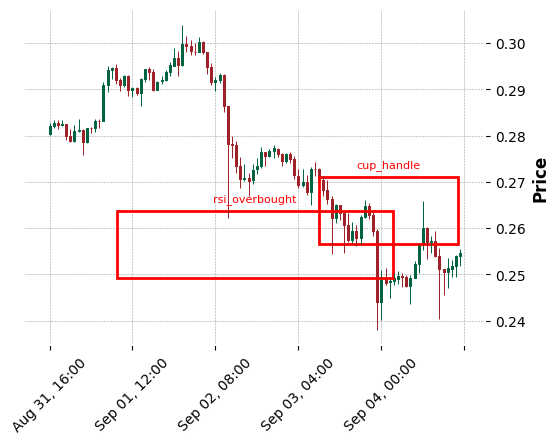 0.30
0.29
0.28
cup_handle
0.27
rsi_overbought
0.26
0.25
0.24
Price
Aug 31, 16:00
Sep 01, 12:00
Sep 02, 08:00
Sep 03, 04:00
Sep 04, 00:00